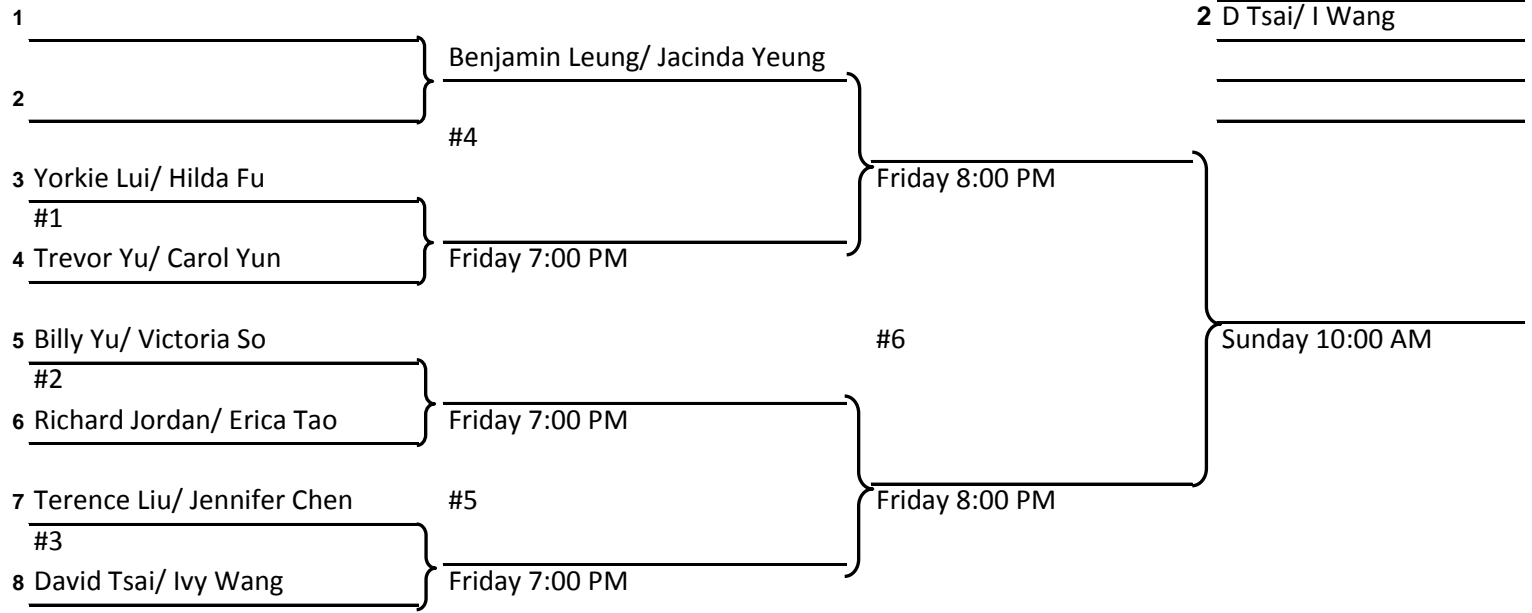 1
2 D Tsai/ I Wang
Benjamin Leung/ Jacinda Yeung
2
#4
3 Yorkie Lui/ Hilda Fu
Friday 8:00 PM
#1
4 Trevor Yu/ Carol Yun
Friday 7:00 PM
5 Billy Yu/ Victoria So
#6
Sunday 10:00 AM
#2
6 Richard Jordan/ Erica Tao
Friday 7:00 PM
7 Terence Liu/ Jennifer Chen
#5
Friday 8:00 PM
#3
8 David Tsai/ Ivy Wang
Friday 7:00 PM